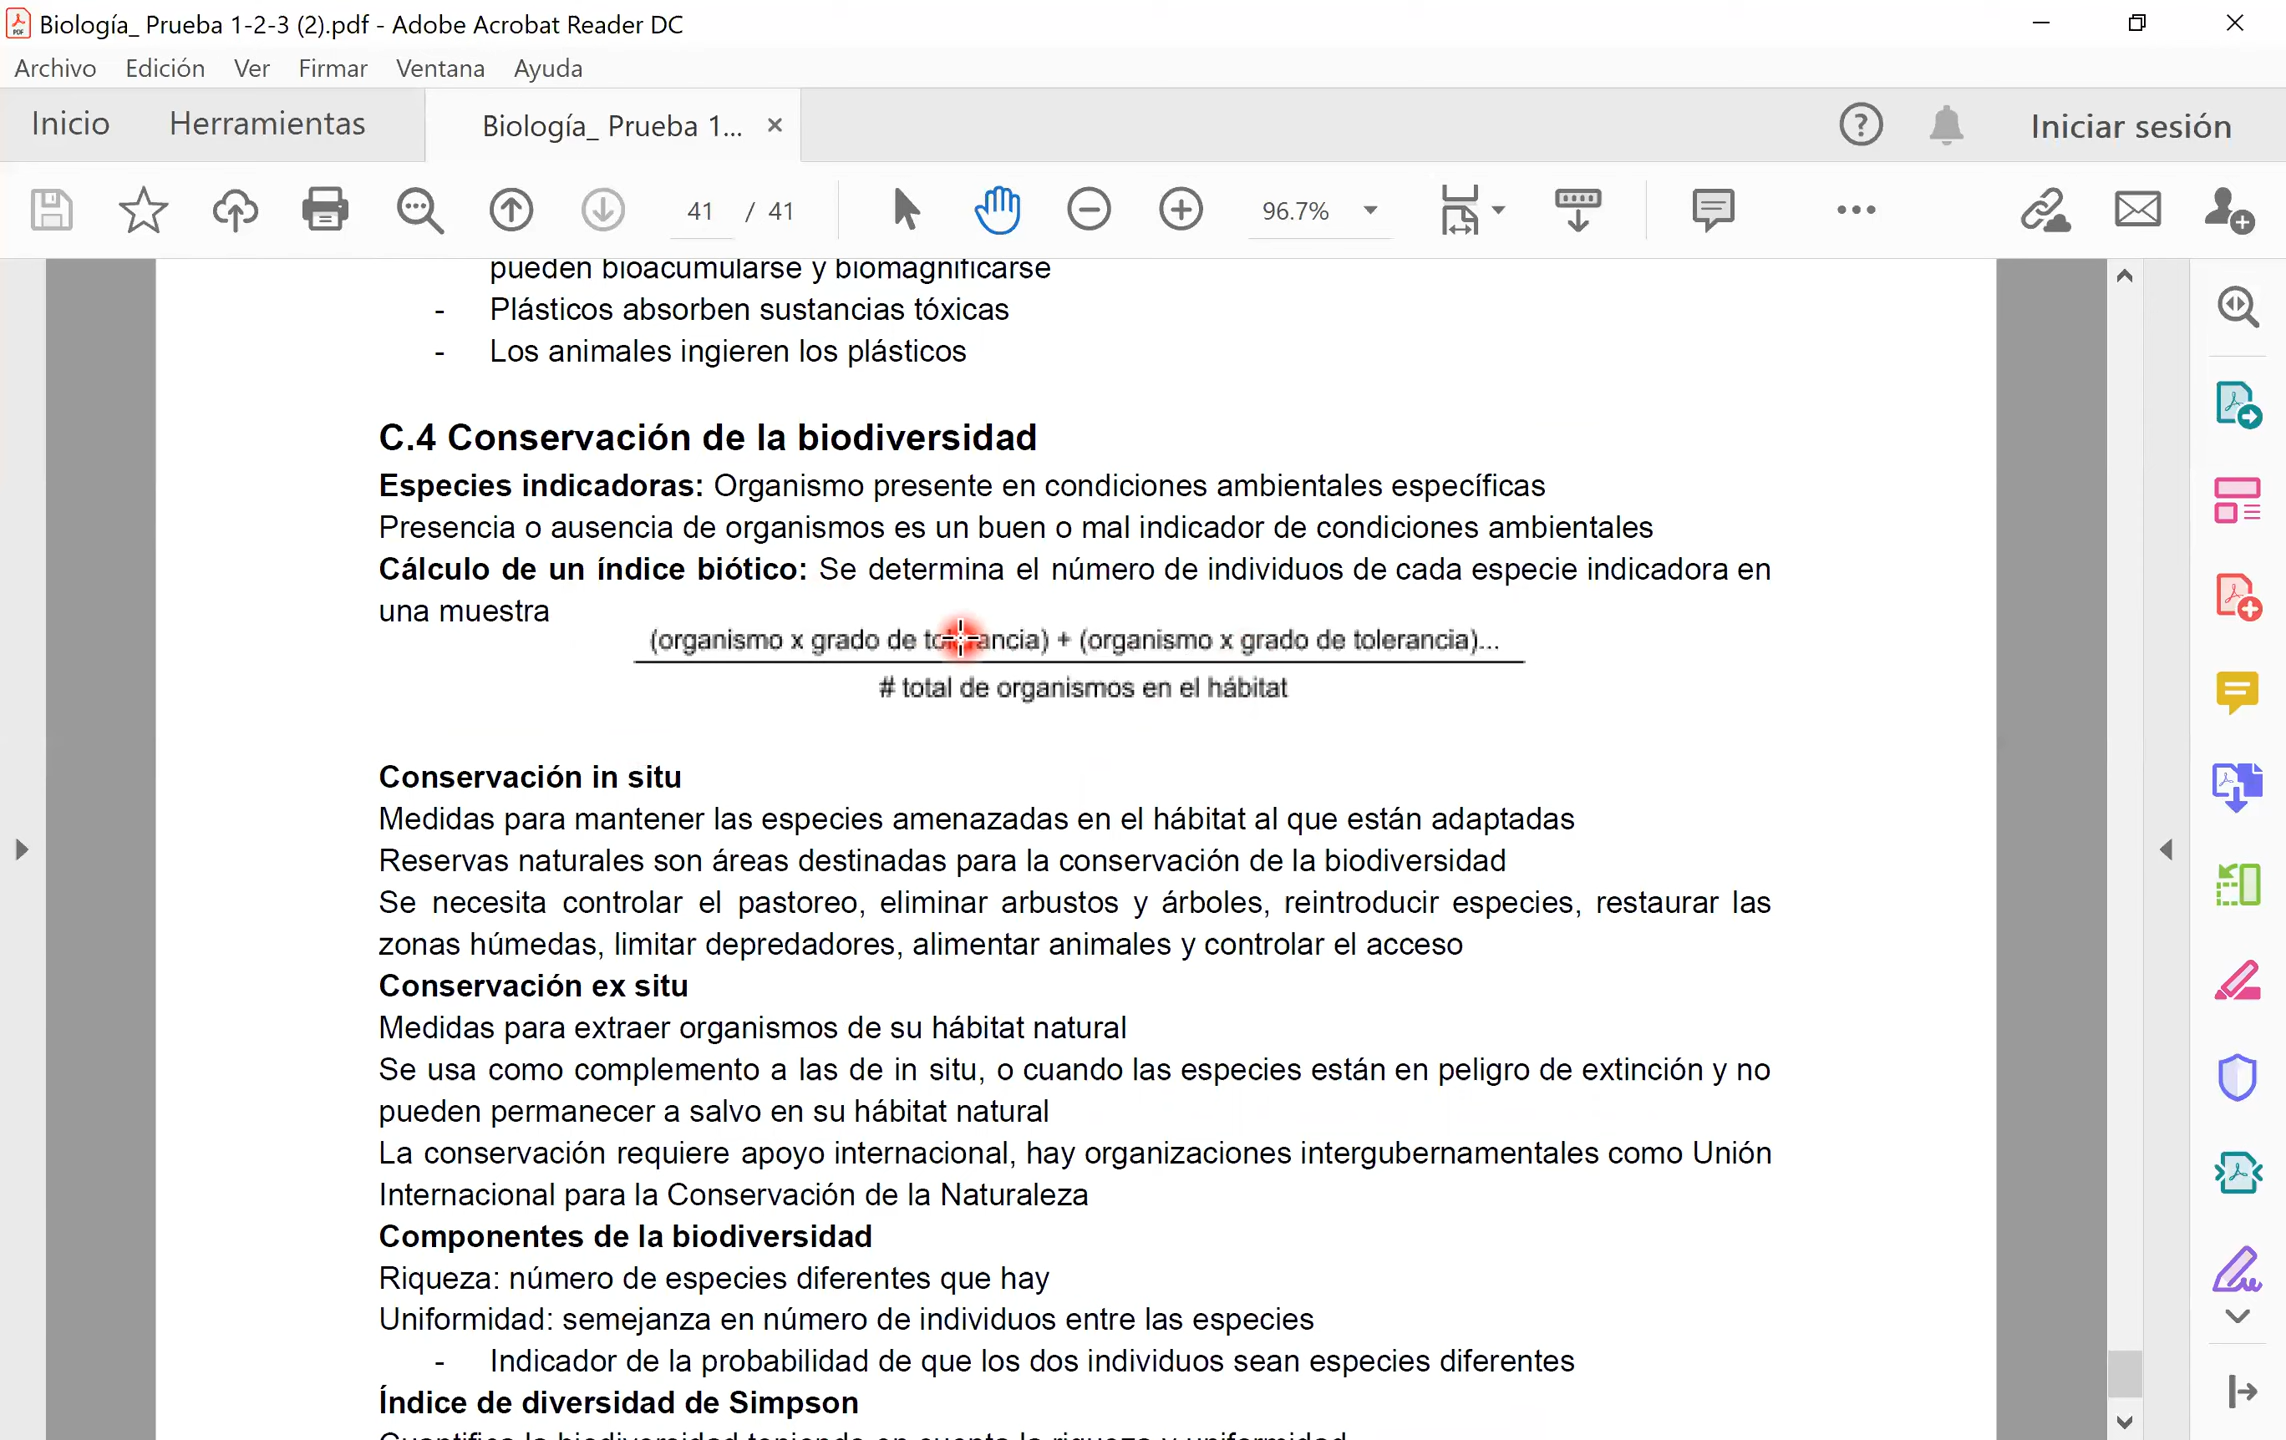 Biología_ Prueba 1-2-3 (2).pdf - Adobe Acrobat Reader DC
Archivo Edición Ver Firmar Ventana Ayuda
Inicio Herramientas Biología_ Prueba 1... × Iniciar sesión
41 / 41 96.7%
pueden bioacumularse y biomagnificarse
- Plásticos absorben sustancias tóxicas
- Los animales ingieren los plásticos
C.4 Conservación de la biodiversidad
Especies indicadoras: Organismo presente en condiciones ambientales específicas
Presencia o ausencia de organismos es un buen o mal indicador de condiciones ambientales
Cálculo de un índice biótico: Se determina el número de individuos de cada especie indicadora en
una muestra
(organismo x grado de tolerancia) + (organismo x grado de tolerancia)...
# total de organismos en el hábitat
Conservación in situ
Medidas para mantener las especies amenazadas en el hábitat al que están adaptadas
Reservas naturales son áreas destinadas para la conservación de la biodiversidad
Se necesita controlar el pastoreo, eliminar arbustos y árboles, reintroducir especies, restaurar las
zonas húmedas, limitar depredadores, alimentar animales y controlar el acceso
Conservación ex situ
Medidas para extraer organismos de su hábitat natural
Se usa como complemento a las de in situ, o cuando las especies están en peligro de extinción y no
pueden permanecer a salvo en su hábitat natural
La conservación requiere apoyo internacional, hay organizaciones intergubernamentales como Unión
Internacional para la Conservación de la Naturaleza
Componentes de la biodiversidad
Riqueza: número de especies diferentes que hay
Uniformidad: semejanza en número de individuos entre las especies
- Indicador de la probabilidad de que los dos individuos sean especies diferentes
Índice de diversidad de Simpson
Cuantifica la biodiversidad teniendo en cuenta la riqueza y uniformidad